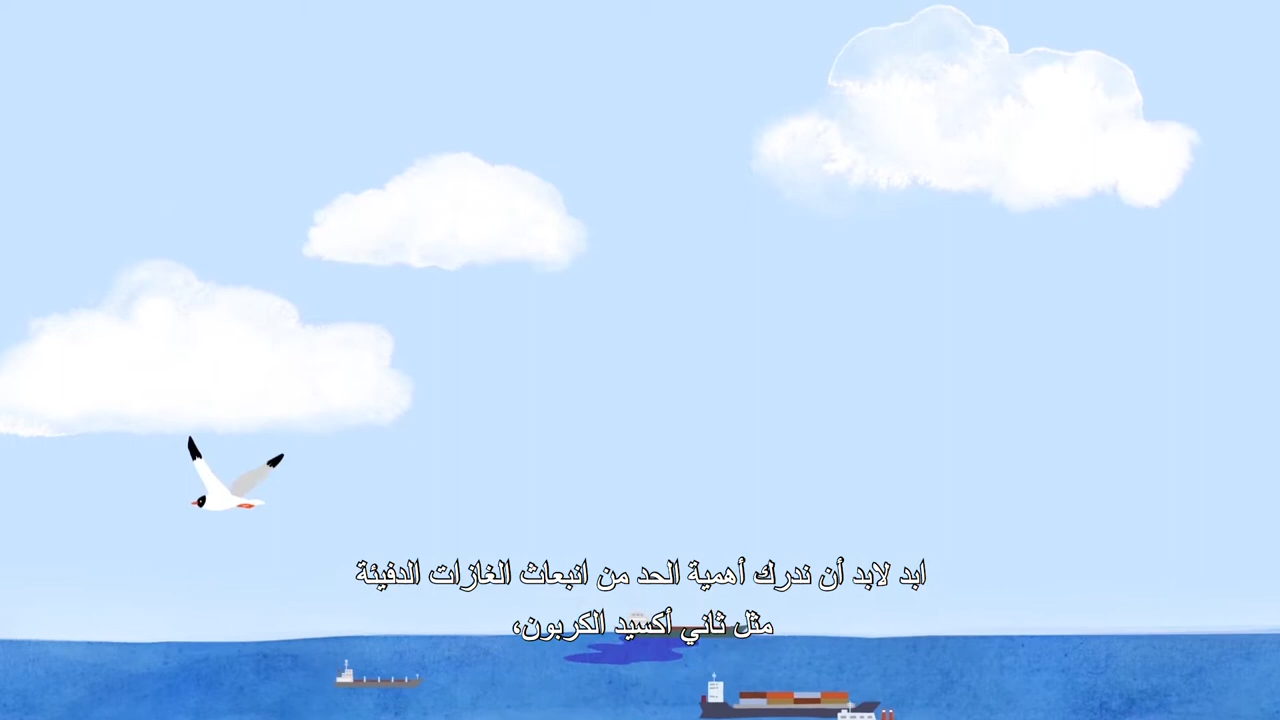 ابد لابد أن ندرك أهمية الحد من انبعاث الغازات الدفيئة
مثل ثاني أكسيد الكربون،